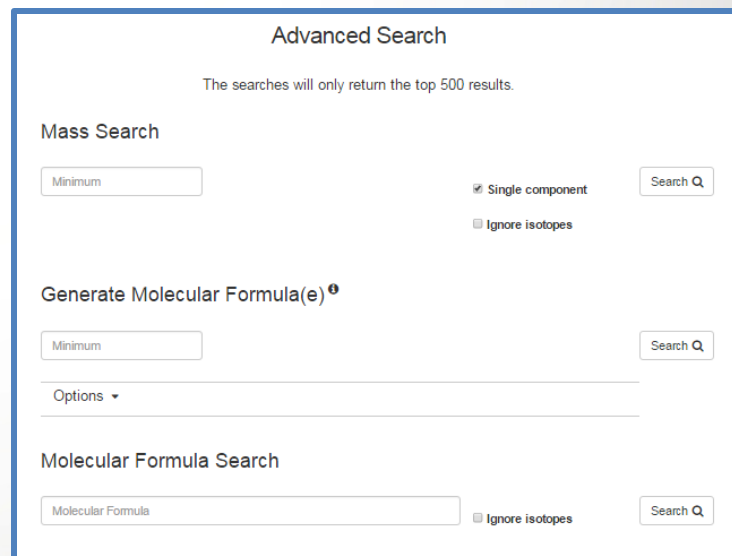 Advanced Search
The searches will only return the top 500 results.
Mass Search
Minimum
Single component
Search
Ignore isotopes
Generate Molecular Formula(e)
Minimum
Search
Options
Molecular Formula Search
Molecular Formula
Ignore isotopes
Search